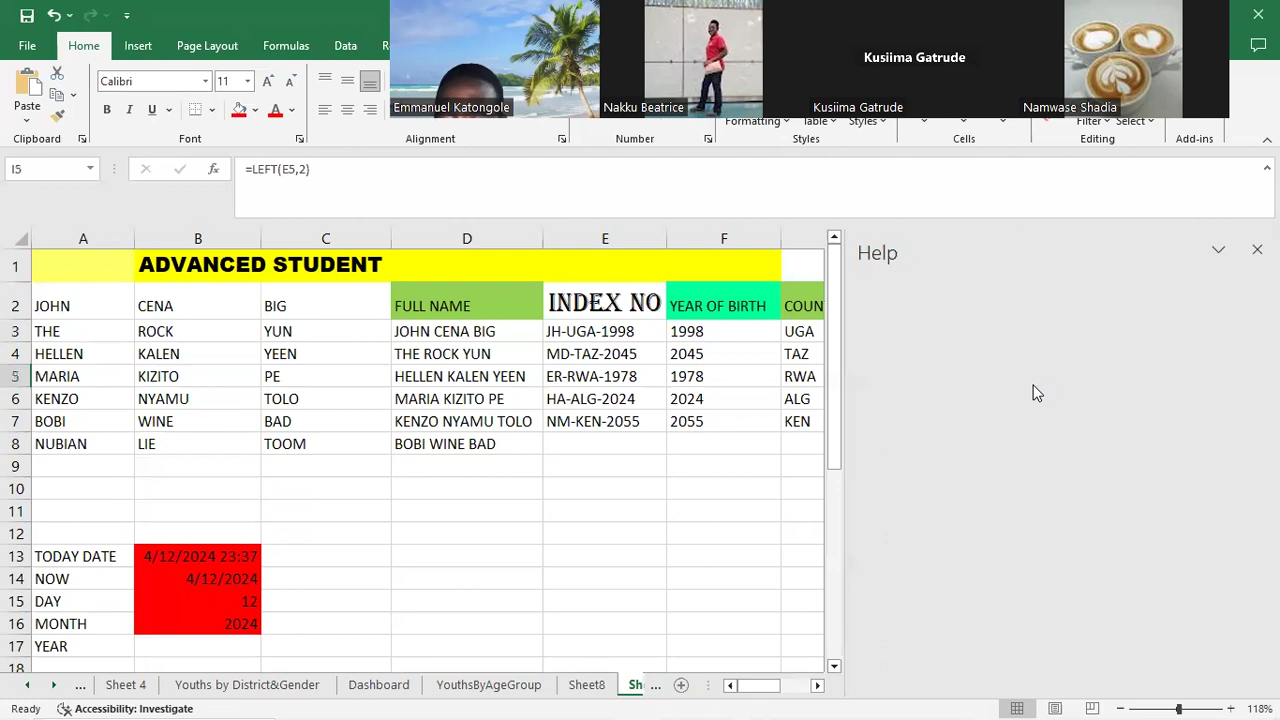 Emmanuel Katongole
Nakku Beatrice
Kusiima Gatrude
Kusiima Gatrude
Namwase Shadia
File Home Insert Page Layout Formulas Data
Paste
Calibri 11
B I U
Formatting Table Styles Filter Select
Clipboard Font Alignment Number Styles Cells Editing Add-ins
I5 fx =LEFT(E5,2)
A B C D E F
Help
1 ADVANCED STUDENT
2 JOHN CENA BIG FULL NAME INDEX NO YEAR OF BIRTH COUN
3 THE ROCK YUN JOHN CENA BIG JH-UGA-1998 1998 UGA
4 HELLEN KALEN YEEN THE ROCK YUN MD-TAZ-2045 2045 TAZ
5 MARIA KIZITO PE HELLEN KALEN YEEN ER-RWA-1978 1978 RWA
6 KENZO NYAMU TOLO MARIA KIZITO PE HA-ALG-2024 2024 ALG
7 BOBI WINE BAD KENZO NYAMU TOLO NM-KEN-2055 2055 KEN
8 NUBIAN LIE TOOM BOBI WINE BAD
9
10
11
12
13 TODAY DATE 4/12/2024 23:37
14 NOW 4/12/2024
15 DAY 12
16 MONTH 2024
17 YEAR
18
... Sheet 4 Youths by District&Gender Dashboard YouthsByAgeGroup Sheet8 Sh ...
Ready Accessibility: Investigate 118%